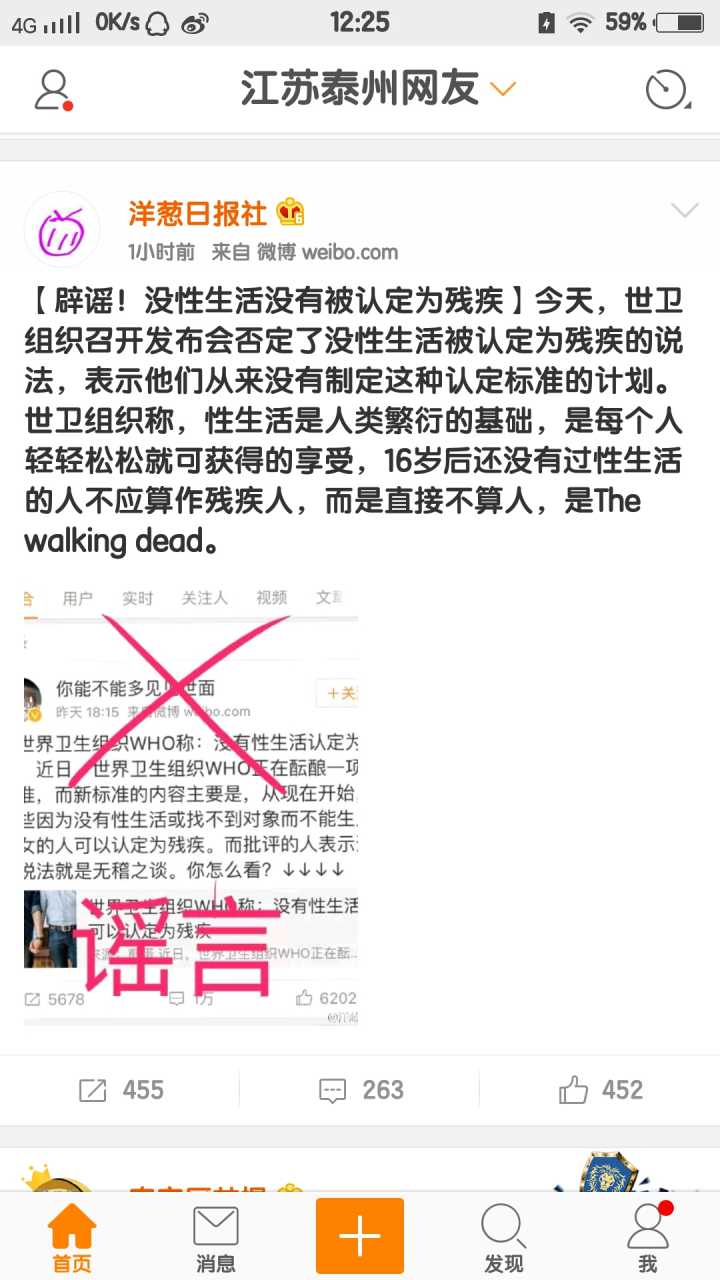 4G 0K/s 12:25 59%
江苏泰州网友
洋葱日报社 6
1小时前 来自 微博 weibo.com
【辟谣！没性生活没有被认定为残疾】今天，世卫
组织召开发布会否定了没性生活被认定为残疾的说
法，表示他们从来没有制定这种认定标准的计划。
世卫组织称，性生活是人类繁衍的基础，是每个人
轻轻松松就可获得的享受，16岁后还没有过性生活
的人不应算作残疾人，而是直接不算人，是The
walking dead。
合 用户 实时 关注人 视频 文
你能不能多见见世面
+关
昨天 18:15 来自微博 weibo.com
世界卫生组织WHO称：没有性生活认定为
近日，世界卫生组织WHO正在酝酿一项
准，而新标准的内容主要是，从现在开始，
些因为没有性生活或找不到对象而不能生
女的人可以认定为残疾。而批评的人表示
说法就是无稽之谈。你怎么看？↓↓↓↓
世界卫生组织WHO称：没有性生活
可以认定为残疾
近日，世界卫生组织WHO正在酝...
谣言
5678 1万 6202
455 263 452
首页 消息 发现 我